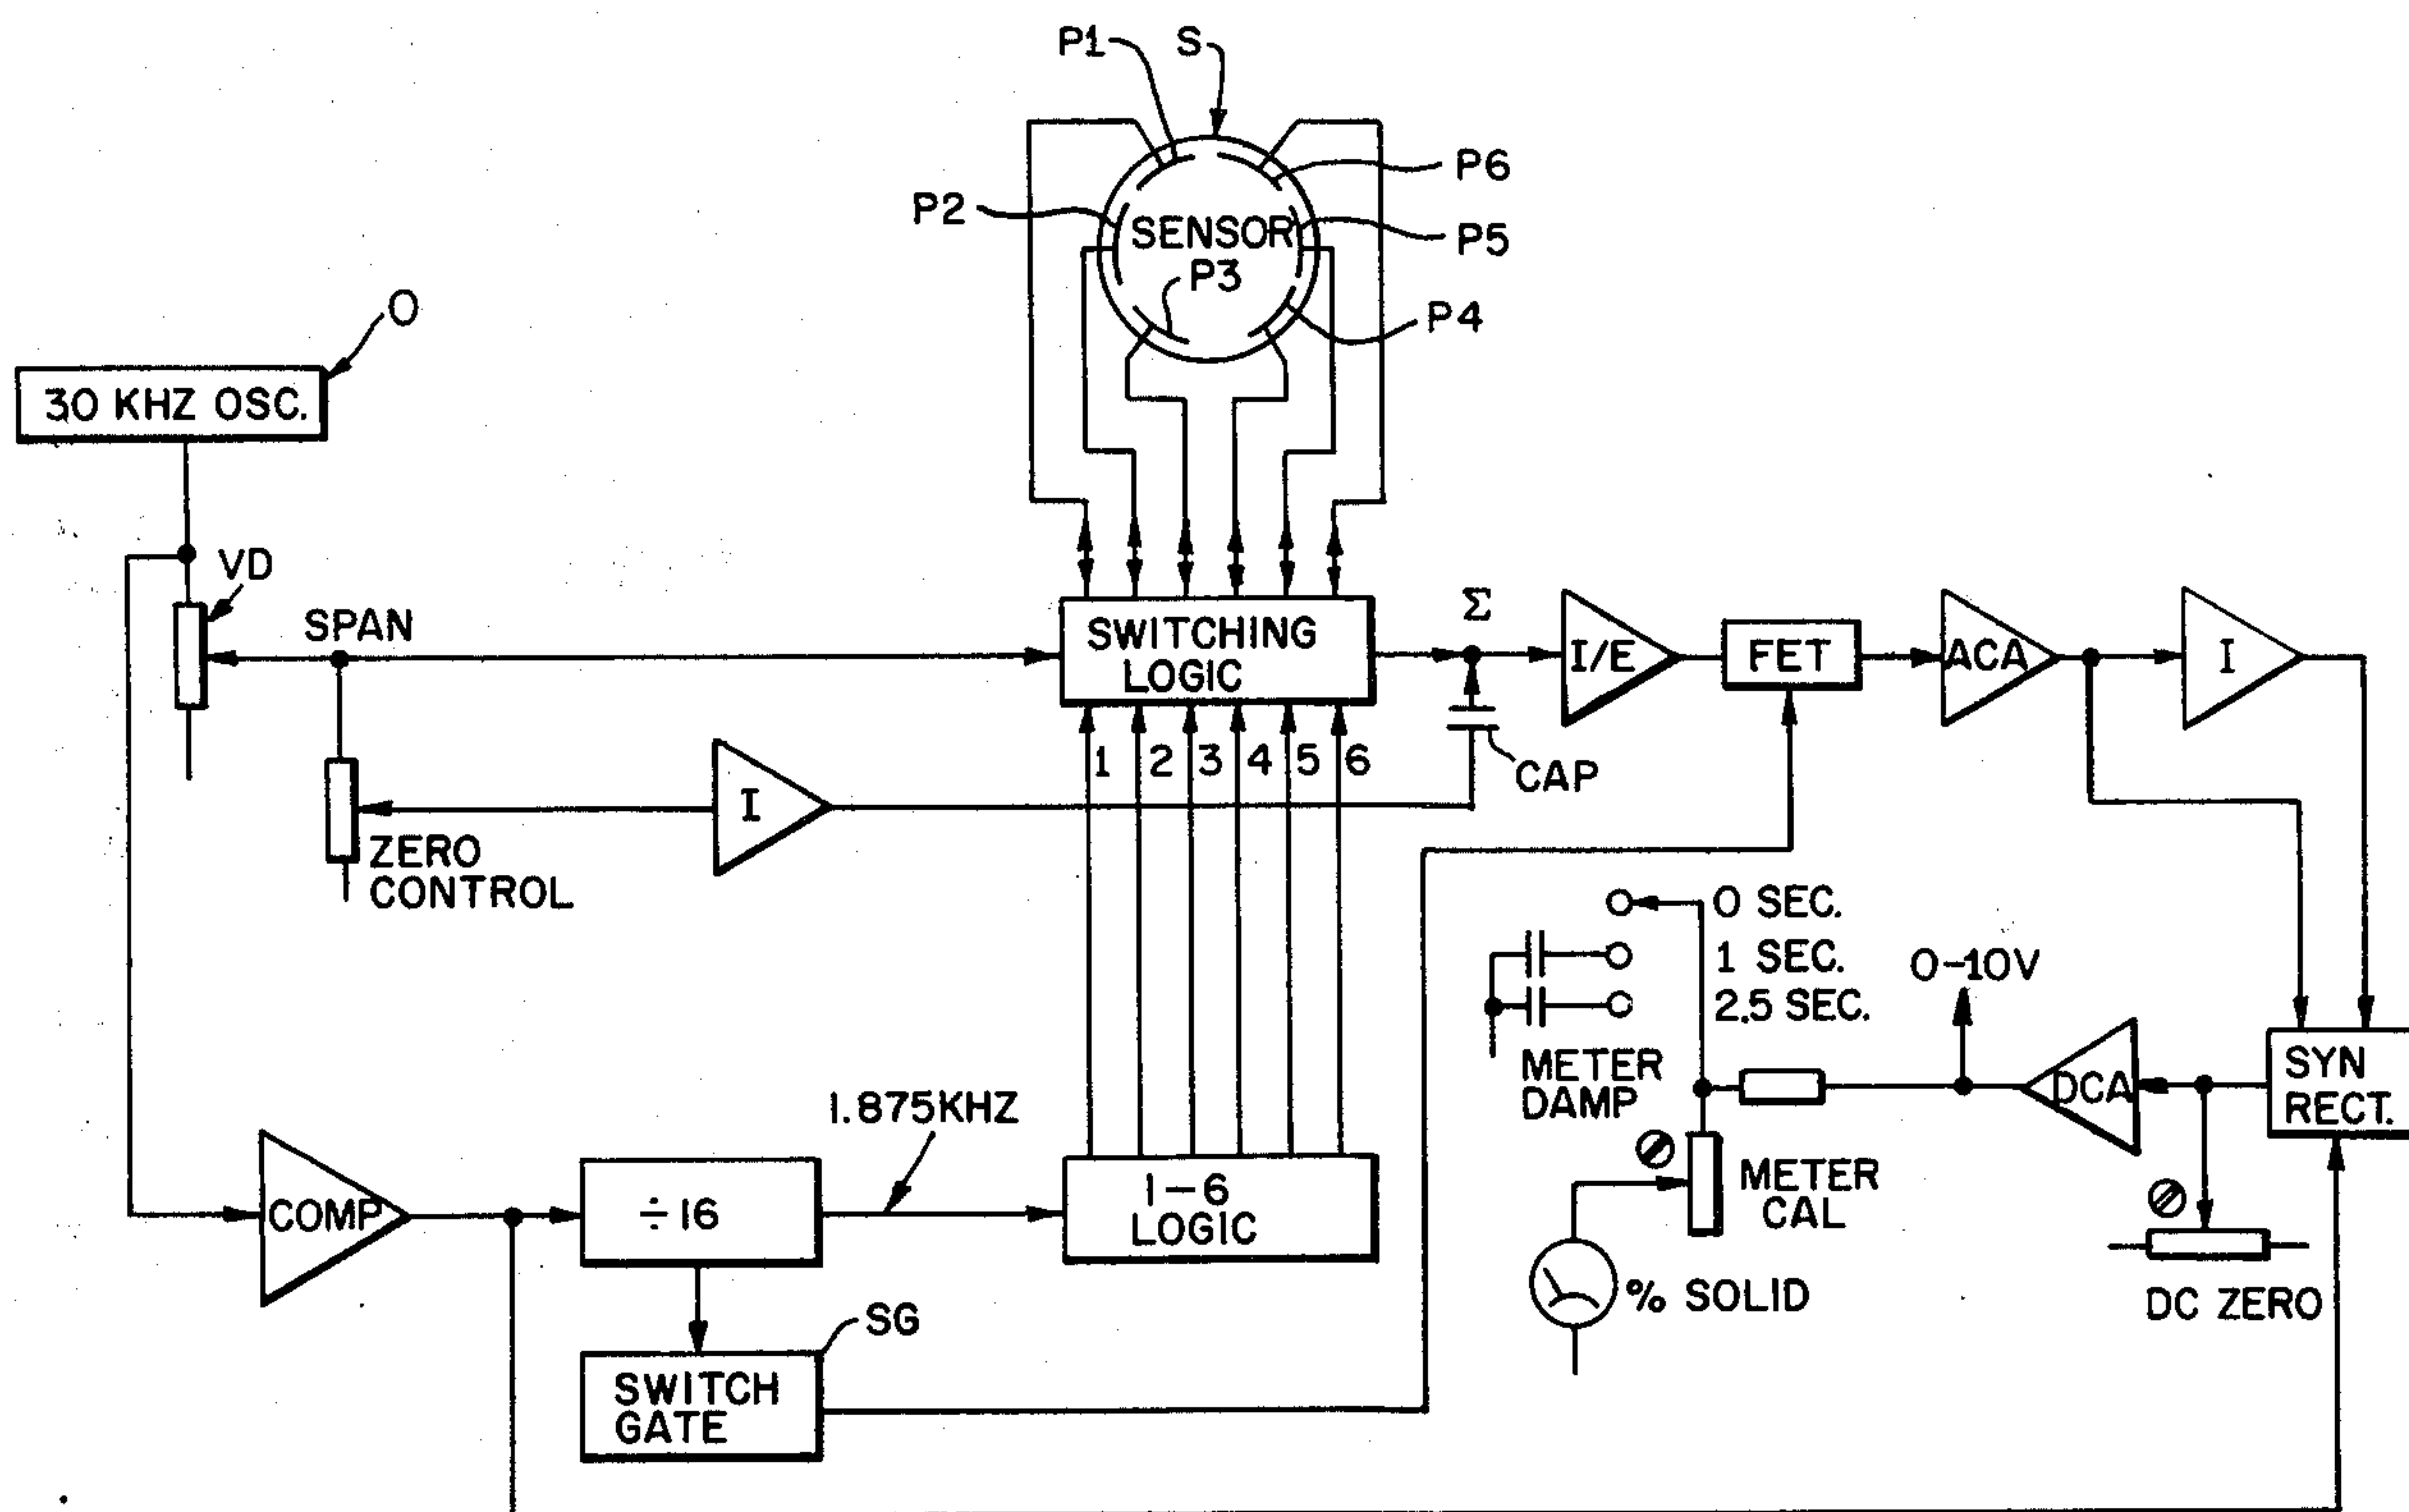 P1
S
P6
P2
SENSOR
P5
P3
P4
O
30 KHZ OSC.
VD
SPAN
SWITCHING
LOGIC
Σ
I/E
FET
ACA
I
1 2 3 4 5 6
CAP
I
ZERO
CONTROL
0 SEC.
1 SEC.
2.5 SEC.
METER
DAMP
0-10V
DCA
SYN
RECT.
1.875KHZ
COMP
÷16
1-6
LOGIC
METER
CAL
% SOLID
DC ZERO
SG
SWITCH
GATE